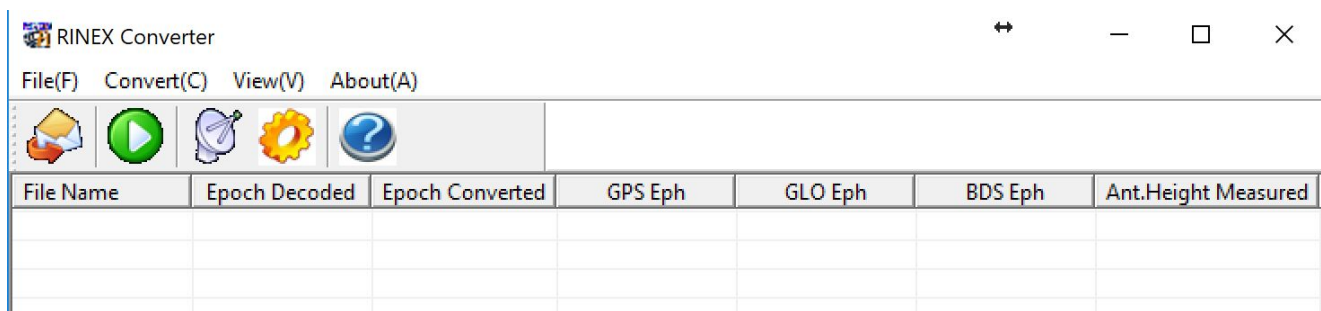 RINEX Converter
File(F) Convert(C) View(V) About(A)
File Name Epoch Decoded Epoch Converted GPS Eph GLO Eph BDS Eph Ant.Height Measured